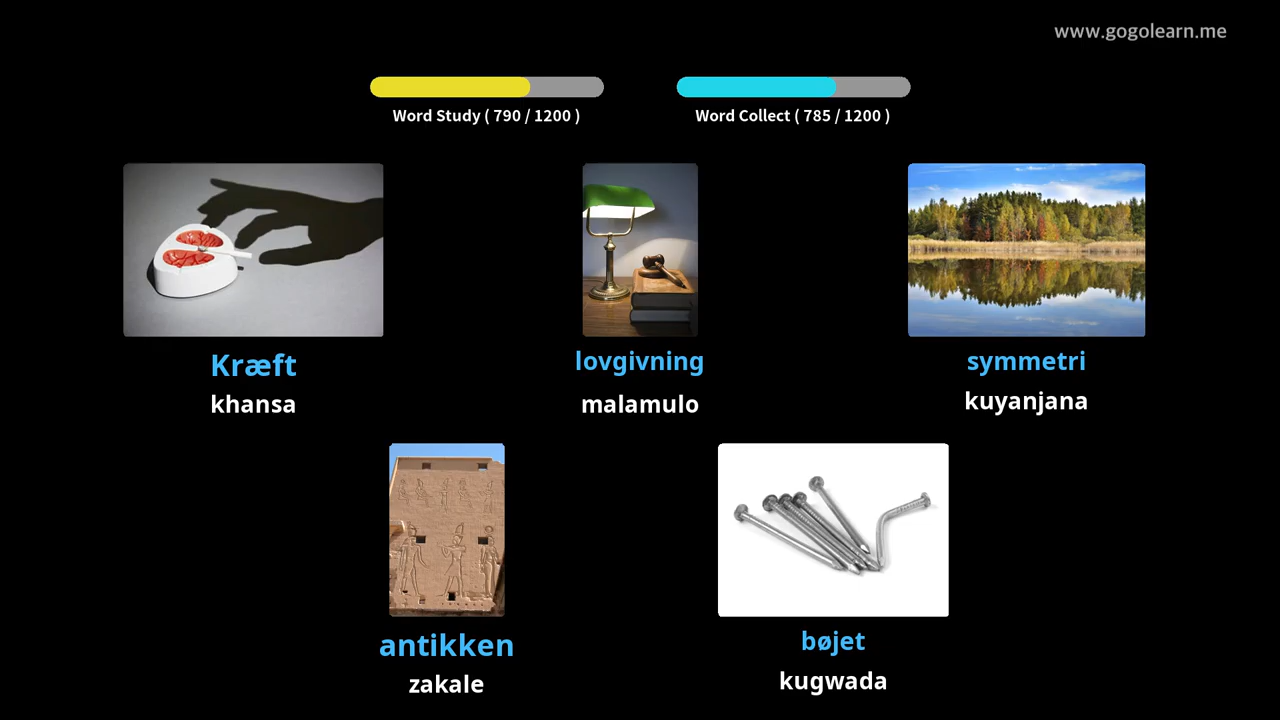 www.gogolearn.me
Word Study ( 790 / 1200 )
Word Collect ( 785 / 1200 )
Kræft
khansa
lovgivning
malamulo
symmetri
kuyanjana
antikken
zakale
bøjet
kugwada